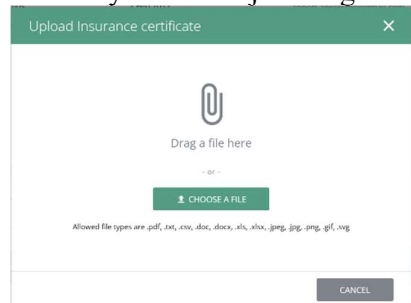 Upload Insurance certificate
Drag a file here
- or -
CHOOSE A FILE
Allowed file types are .pdf, .txt, .csv, .doc, .docx, .xls, .xlsx, .jpeg, .jpg, .png, .gif, .svg
CANCEL